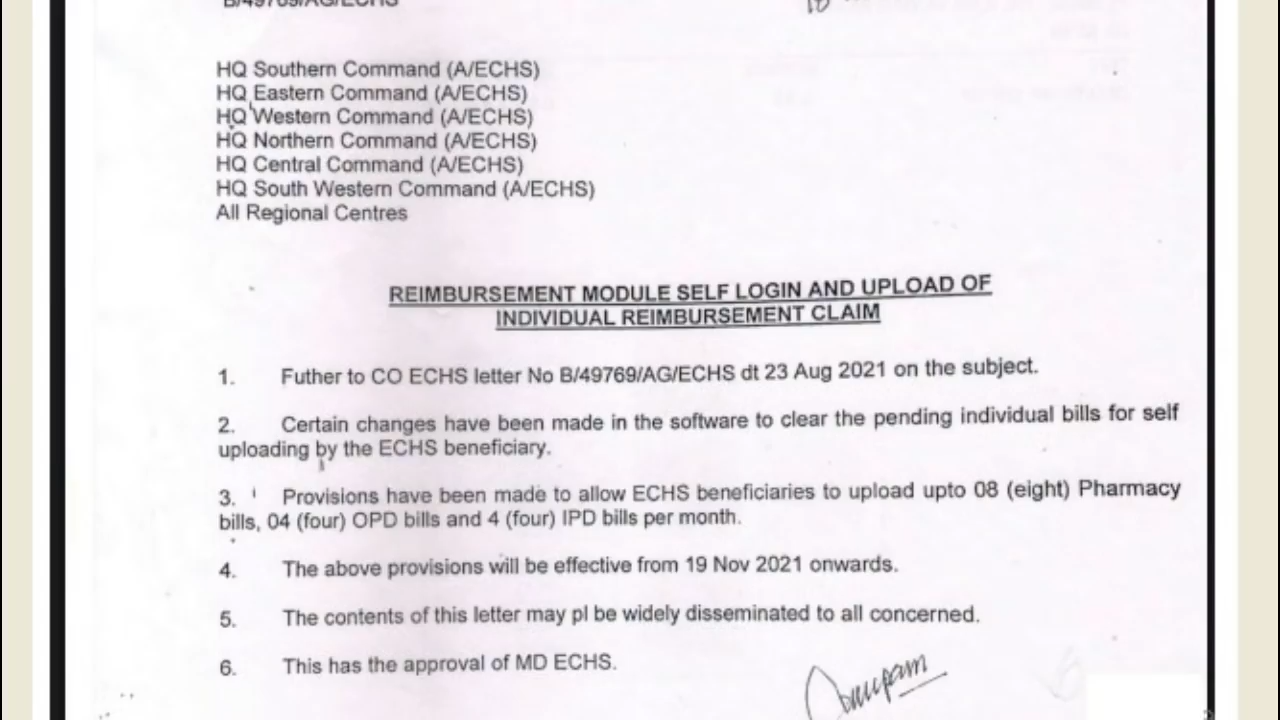 B/49769/AG/ECHS
HQ Southern Command (A/ECHS)
HQ Eastern Command (A/ECHS)
HQ Western Command (A/ECHS)
HQ Northern Command (A/ECHS)
HQ Central Command (A/ECHS)
HQ South Western Command (A/ECHS)
All Regional Centres
REIMBURSEMENT MODULE SELF LOGIN AND UPLOAD OF
INDIVIDUAL REIMBURSEMENT CLAIM
1. Futher to CO ECHS letter No B/49769/AG/ECHS dt 23 Aug 2021 on the subject.
2. Certain changes have been made in the software to clear the pending individual bills for self
uploading by the ECHS beneficiary.
3. Provisions have been made to allow ECHS beneficiaries to upload upto 08 (eight) Pharmacy
bills, 04 (four) OPD bills and 4 (four) IPD bills per month.
4. The above provisions will be effective from 19 Nov 2021 onwards.
5. The contents of this letter may pl be widely disseminated to all concerned.
6. This has the approval of MD ECHS.